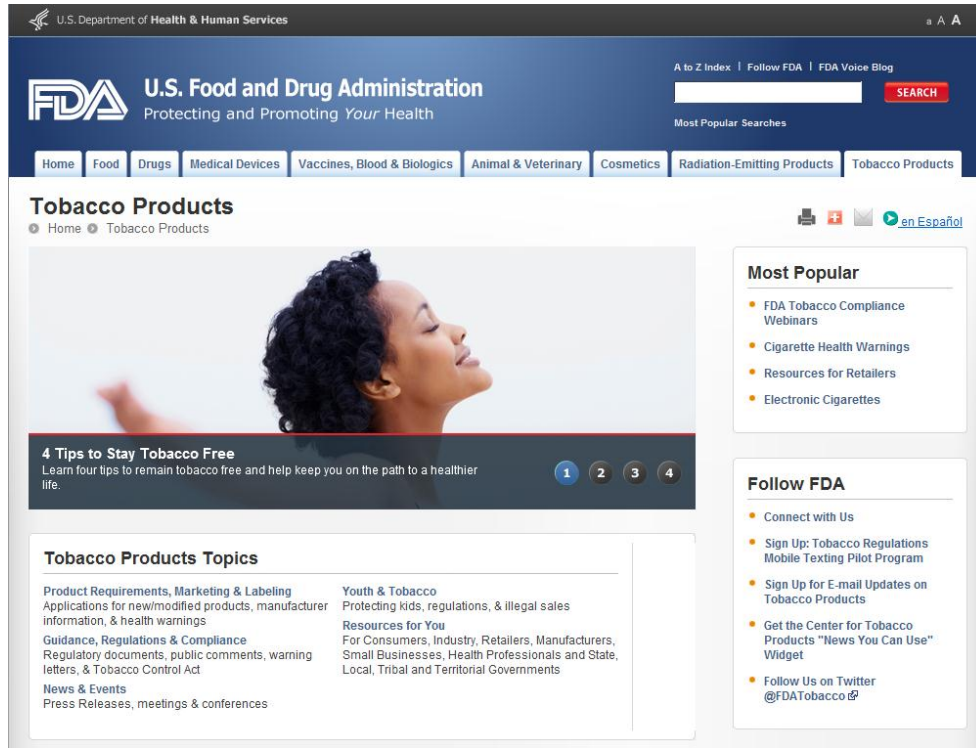 U.S. Department of Health & Human Services
a A A
A to Z Index | Follow FDA | FDA Voice Blog
FDA
U.S. Food and Drug Administration
Protecting and Promoting Your Health
SEARCH
Most Popular Searches
Home Food Drugs Medical Devices Vaccines, Blood & Biologics Animal & Veterinary Cosmetics Radiation-Emitting Products Tobacco Products
Tobacco Products
Home Tobacco Products
en Español
4 Tips to Stay Tobacco Free
Learn four tips to remain tobacco free and help keep you on the path to a healthier
life.
1 2 3 4
Tobacco Products Topics
Product Requirements, Marketing & Labeling
Applications for new/modified products, manufacturer
information, & health warnings
Guidance, Regulations & Compliance
Regulatory documents, public comments, warning
letters, & Tobacco Control Act
News & Events
Press Releases, meetings & conferences
Youth & Tobacco
Protecting kids, regulations, & illegal sales
Resources for You
For Consumers, Industry, Retailers, Manufacturers,
Small Businesses, Health Professionals and State,
Local, Tribal and Territorial Governments
Most Popular
FDA Tobacco Compliance
Webinars
Cigarette Health Warnings
Resources for Retailers
Electronic Cigarettes
Follow FDA
Connect with Us
Sign Up: Tobacco Regulations
Mobile Texting Pilot Program
Sign Up for E-mail Updates on
Tobacco Products
Get the Center for Tobacco
Products "News You Can Use"
Widget
Follow Us on Twitter
@FDATobacco